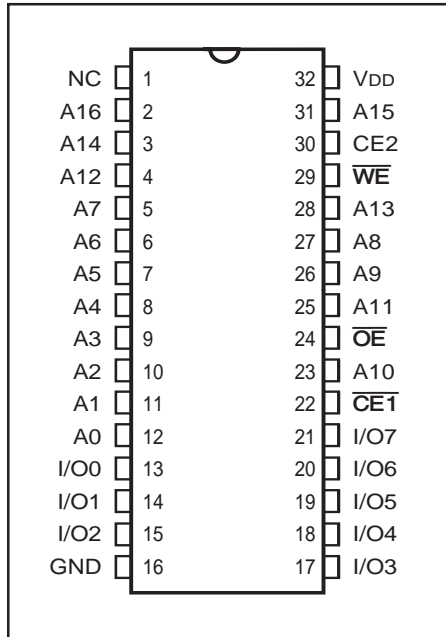 NC 1 32 VDD
A16 2 31 A15
A14 3 30 CE2
A12 4 29 W̅E̅
A7 5 28 A13
A6 6 27 A8
A5 7 26 A9
A4 8 25 A11
A3 9 24 O̅E̅
A2 10 23 A10
A1 11 22 C̅E̅1̅
A0 12 21 I/O7
I/O0 13 20 I/O6
I/O1 14 19 I/O5
I/O2 15 18 I/O4
GND 16 17 I/O3